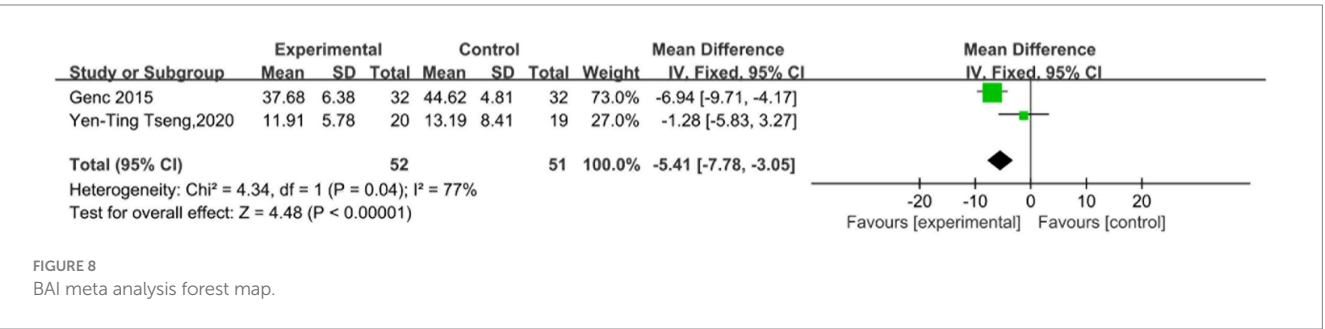 Experimental Control Mean Difference Mean Difference
Study or Subgroup Mean SD Total Mean SD Total Weight IV, Fixed, 95% CI IV, Fixed, 95% CI
Genc 2015 37.68 6.38 32 44.62 4.81 32 73.0% -6.94 [-9.71, -4.17]
Yen-Ting Tseng,2020 11.91 5.78 20 13.19 8.41 19 27.0% -1.28 [-5.83, 3.27]
Total (95% CI) 52 51 100.0% -5.41 [-7.78, -3.05]
Heterogeneity: Chi² = 4.34, df = 1 (P = 0.04); I² = 77%
Test for overall effect: Z = 4.48 (P < 0.00001)
-20 -10 0 10 20
Favours [experimental] Favours [control]
FIGURE 8
BAI meta analysis forest map.